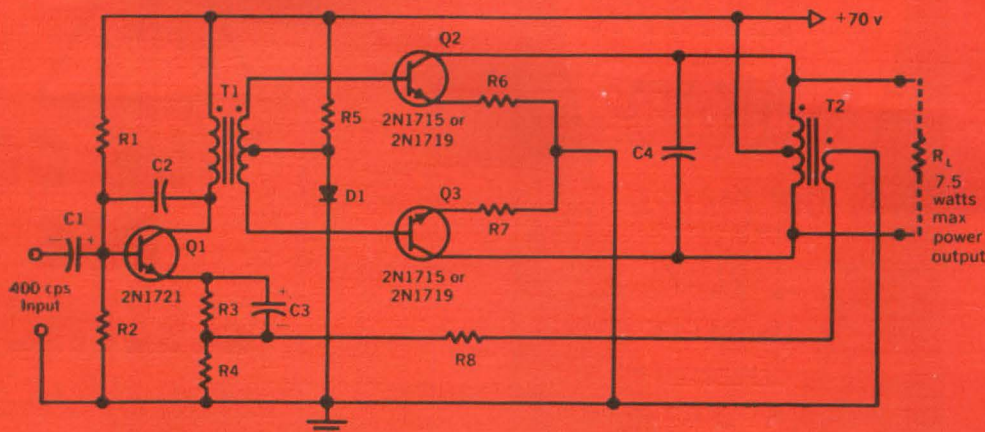 +70 v
Q2
T1
R6
T2
R5
2N1715 or
2N1719
R1
C2
C4
R L
7.5
watts
max
power
output
D1
Q3
C1
- +
R7
Q1
400 cps
Input
2N1721
2N1715 or
2N1719
+
R3
C3
-
R2
R8
R4